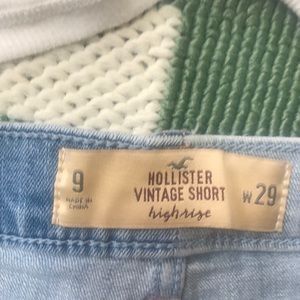 9
MADE IN
CHINA
HOLLISTER
VINTAGE SHORT
highrise
W 29